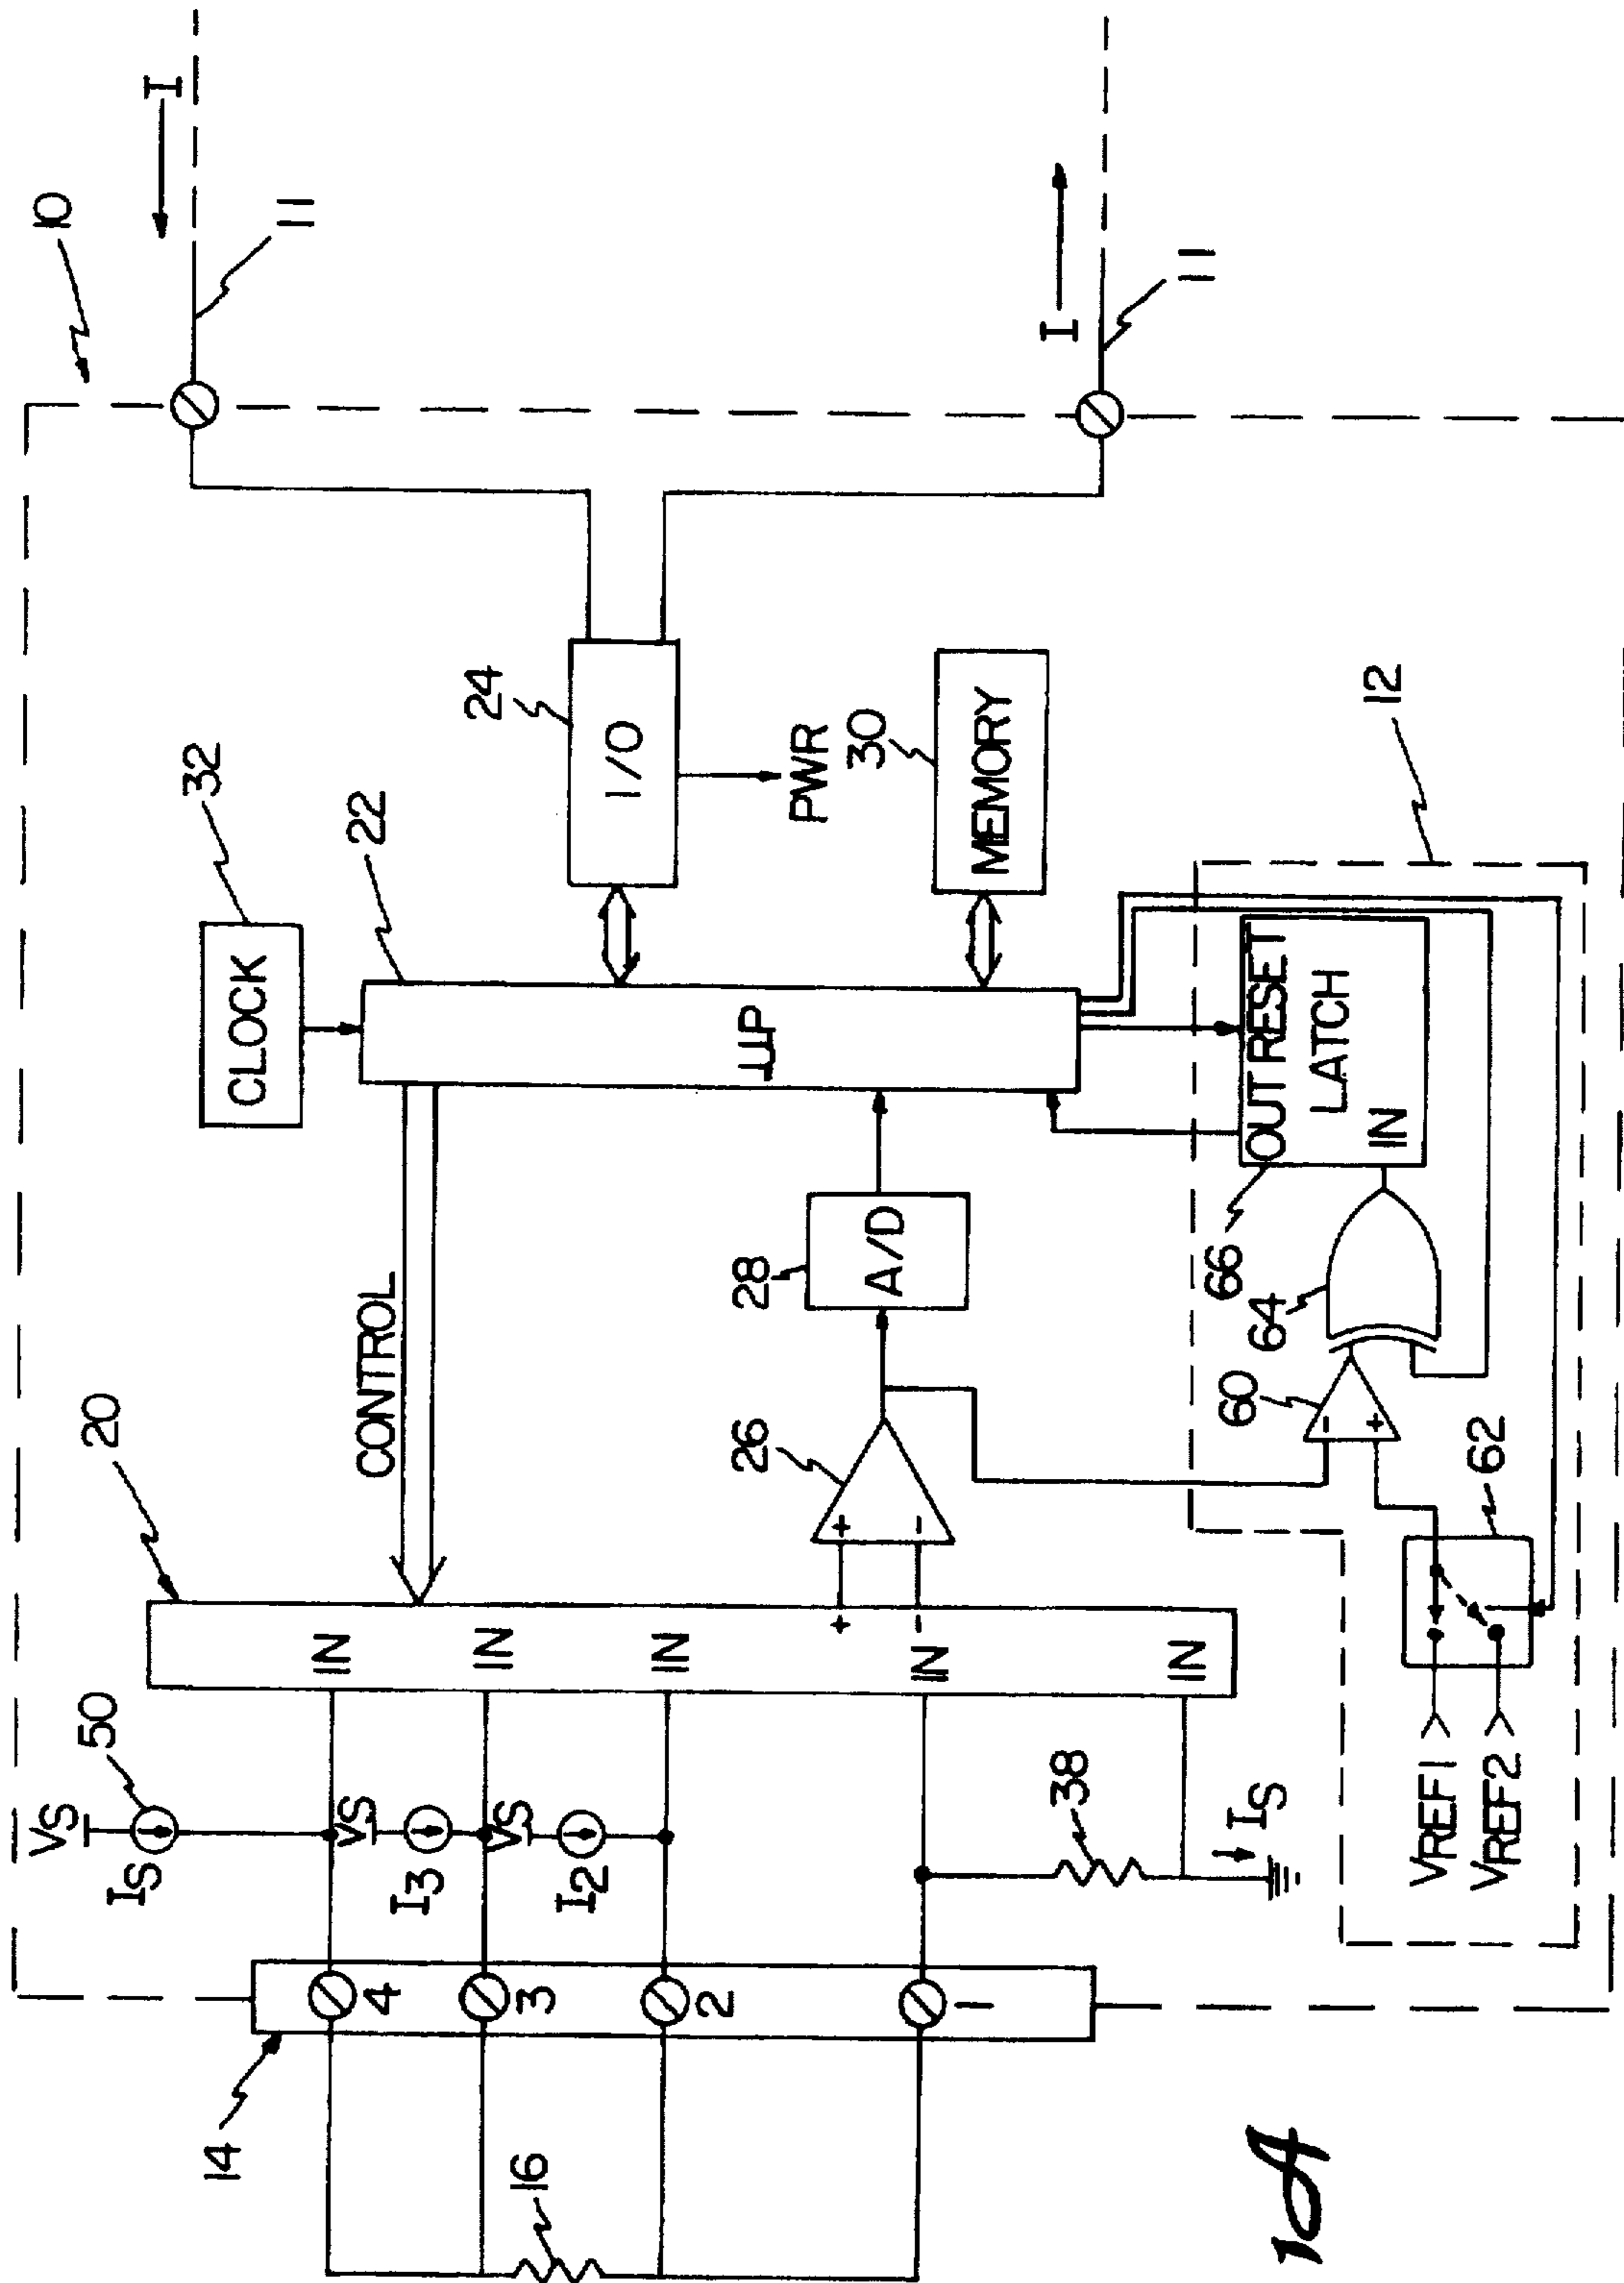 10
I
11
I
11
32
CLOCK
22
24
I/O
PWR
30
MEMORY
12
20
CONTROL
μP
28
A/D
26
+
-
66
OUT RESET
LATCH
IN
64
60
-
+
62
VREF1
VREF2
50
VS
IS
VS
I3
VS
I2
IN
IN
IN
+
-
IN
IN
38
IS
14
4
3
2
1
16
1A